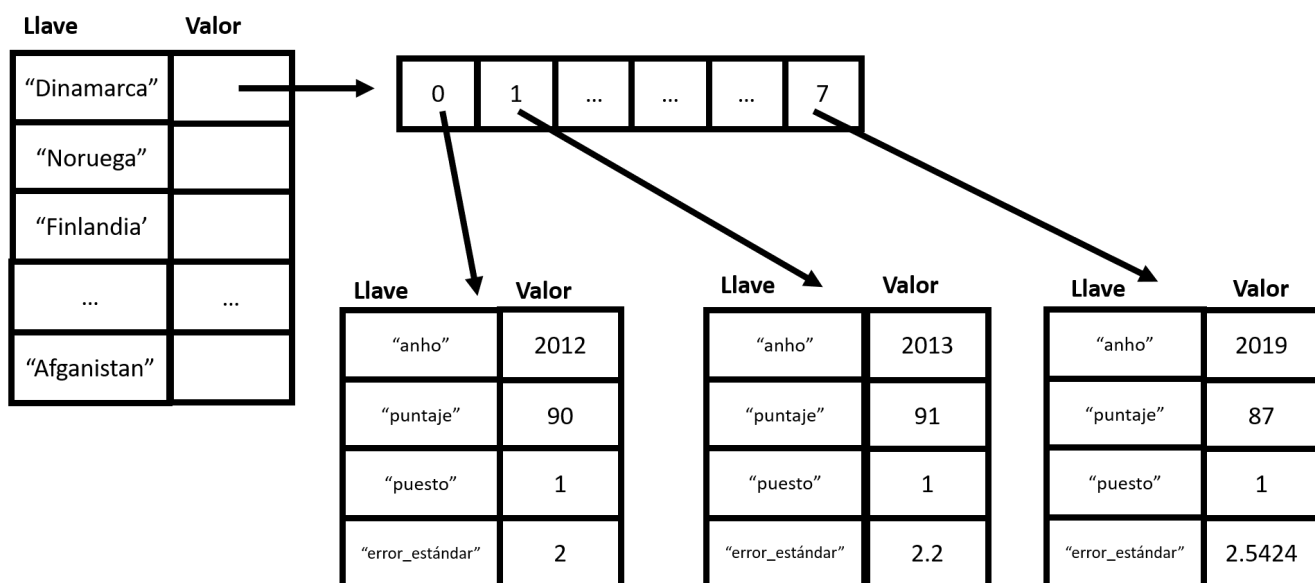 Llave Valor
“Dinamarca”
“Noruega”
“Finlandia’
... ...
“Afganistan”
0 1 ... ... ... 7
Llave Valor
“anho” 2012
“puntaje” 90
“puesto” 1
“error_estándar” 2
Llave Valor
“anho” 2013
“puntaje” 91
“puesto” 1
“error_estándar” 2.2
Llave Valor
“anho” 2019
“puntaje” 87
“puesto” 1
“error_estándar” 2.5424